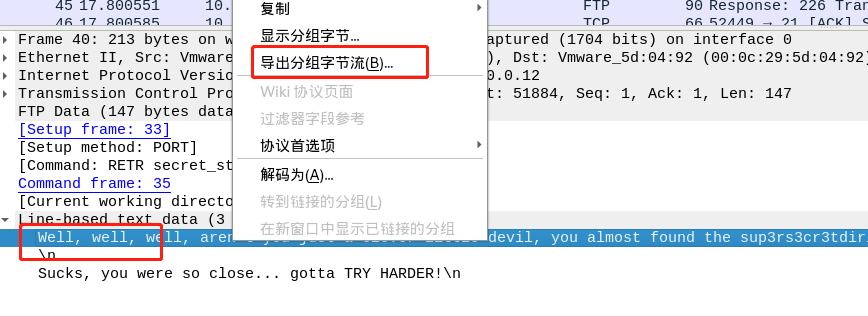 45 17.800551 10. FTP 90 Response: 226 Tran
46 17.800585 10. TCP 66 52449 → 21 [ACK] S
复制
显示分组字节...
导出分组字节流(B)...
Wiki 协议页面
过滤器字段参考
协议首选项
解码为(A)...
转到链接的分组(L)
在新窗口中显示已链接的分组
Frame 40: 213 bytes on w captured (1704 bits) on interface 0
Ethernet II, Src: Vmware ), Dst: Vmware_5d:04:92 (00:0c:29:5d:04:92)
Internet Protocol Versio 0.0.12
Transmission Control Pro t: 51884, Seq: 1, Ack: 1, Len: 147
FTP Data (147 bytes data
[Setup frame: 33]
[Setup method: PORT]
[Command: RETR secret_st
Command frame: 35
[Current working directo
Line-based text data (3
Well, well, well, aren devil, you almost found the sup3rs3cr3tdirl
\n
Sucks, you were so close... gotta TRY HARDER!\n